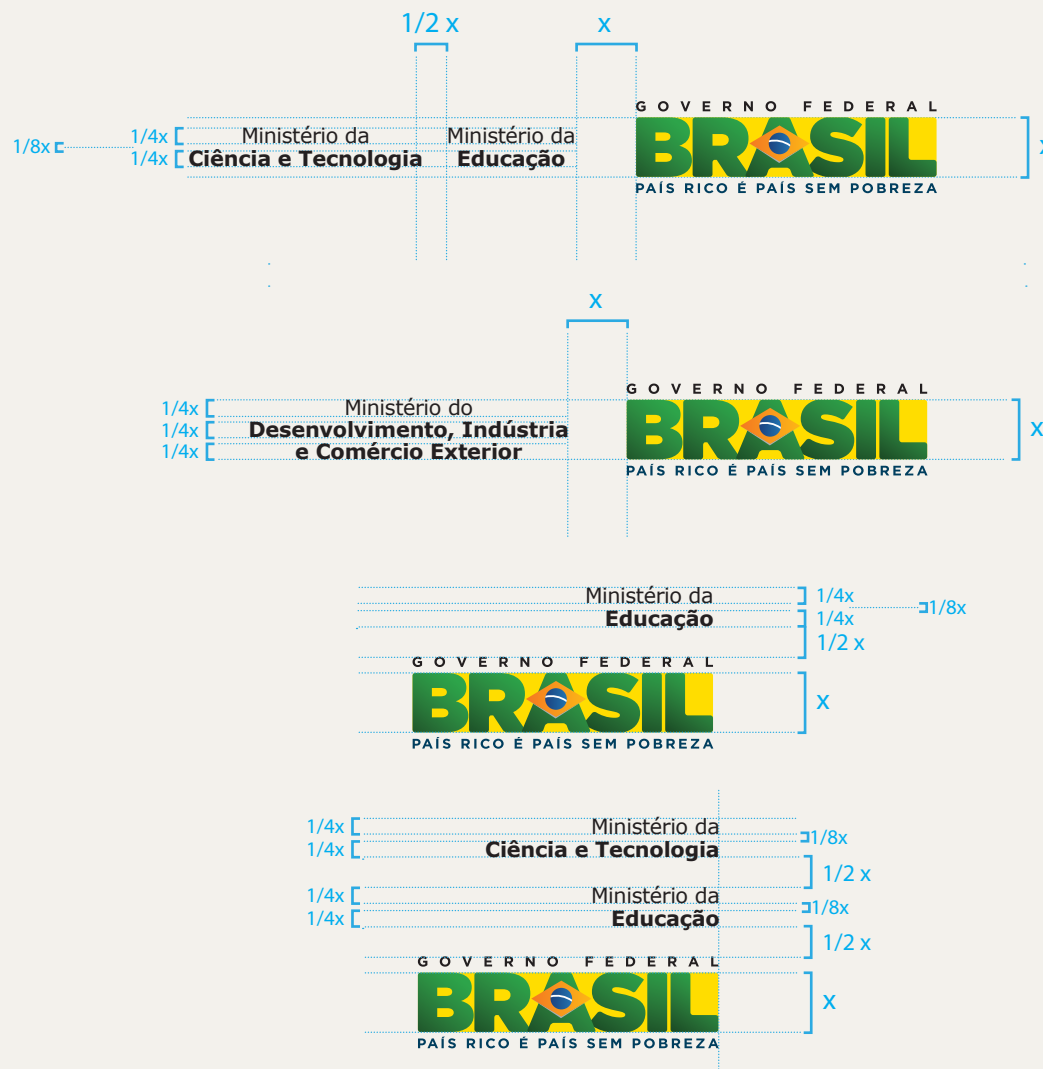 1/2 x
x
GOVERNO FEDERAL
1/8x
1/4x
Ministério da
Ministério da
BRASIL
x
1/4x
Ciência e Tecnologia
Educação
PAÍS RICO É PAÍS SEM POBREZA
x
GOVERNO FEDERAL
1/4x
Ministério do
BRASIL
x
1/4x
Desenvolvimento, Indústria
1/4x
e Comércio Exterior
PAÍS RICO É PAÍS SEM POBREZA
Ministério da
1/4x
1/8x
Educação
1/4x
1/2 x
GOVERNO FEDERAL
BRASIL
x
PAÍS RICO É PAÍS SEM POBREZA
1/4x
Ministério da
1/8x
1/4x
Ciência e Tecnologia
1/2 x
1/4x
Ministério da
1/8x
1/4x
Educação
1/2 x
GOVERNO FEDERAL
BRASIL
x
PAÍS RICO É PAÍS SEM POBREZA